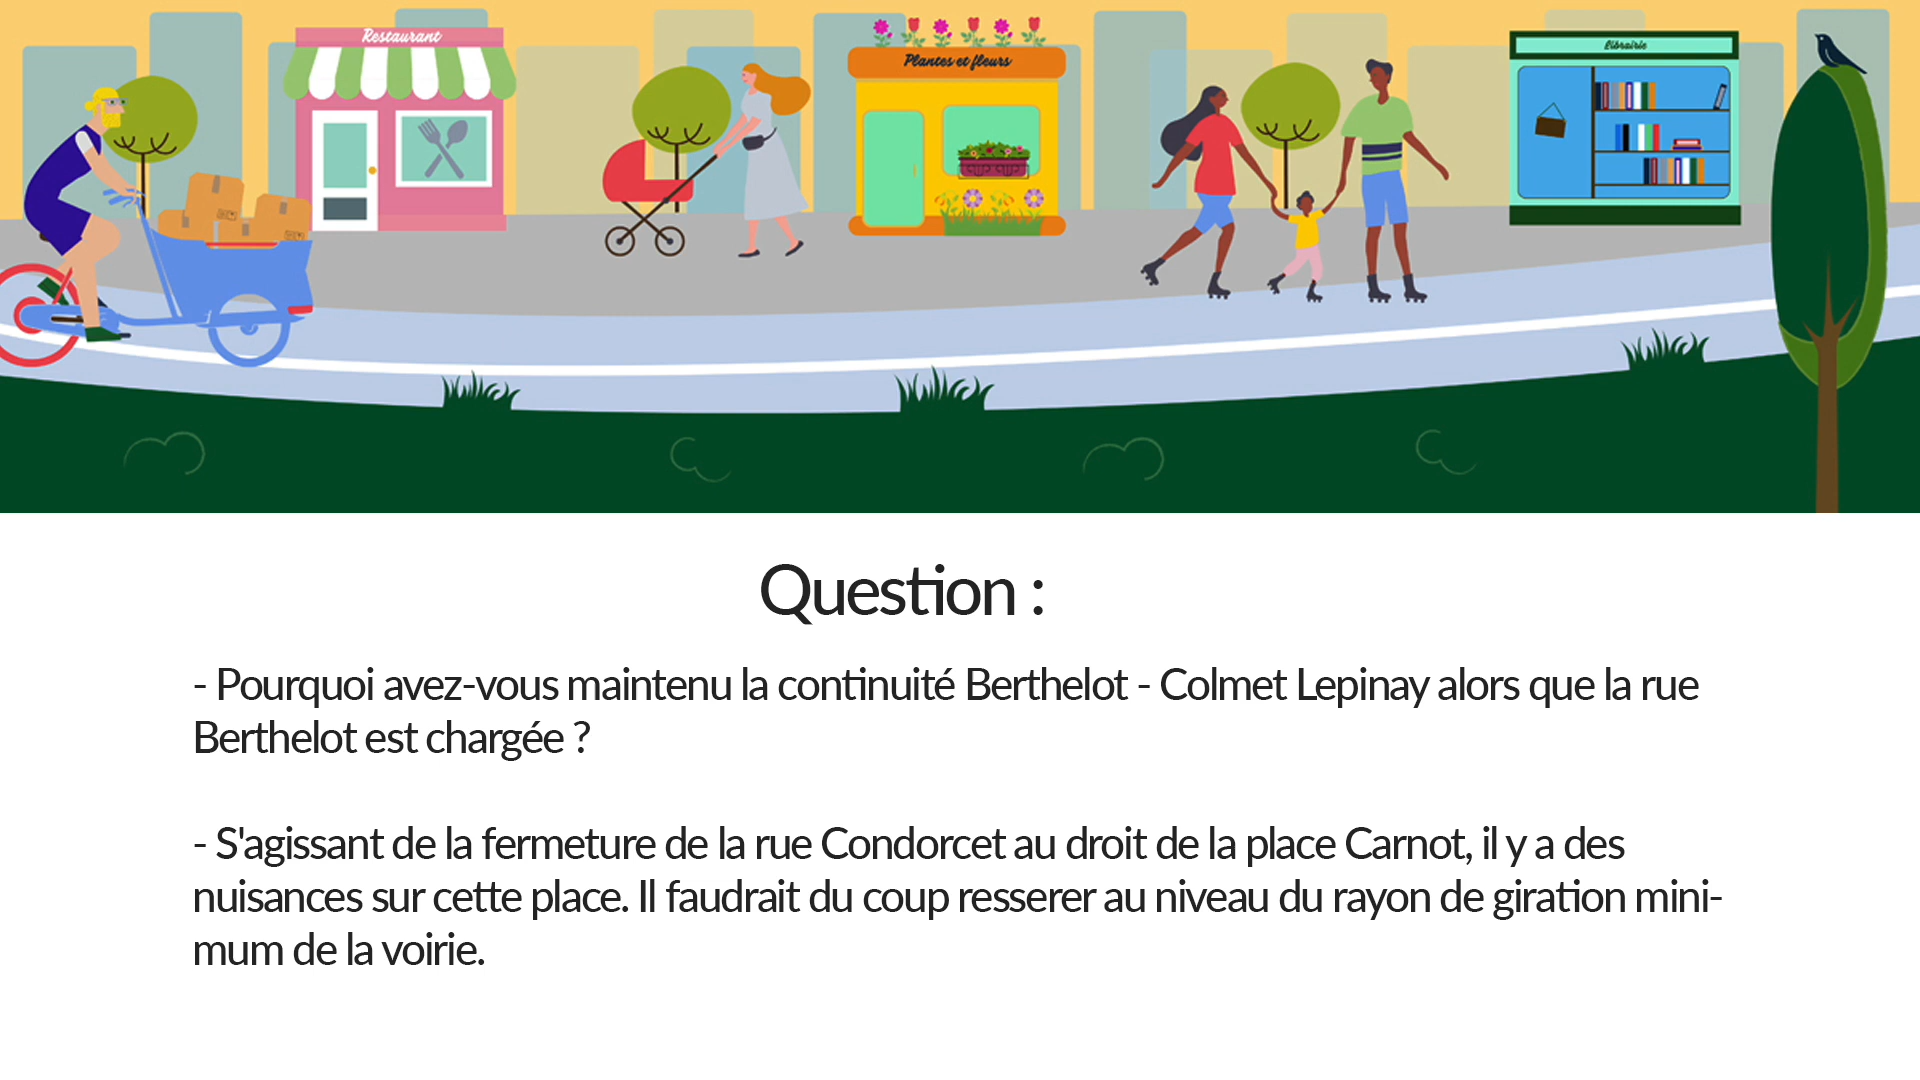 Restaurant
Plantes et fleurs
Librairie
Question :
- Pourquoi avez-vous maintenu la continuité Berthelot - Colmet Lepinay alors que la rue
Berthelot est chargée ?
- S'agissant de la fermeture de la rue Condorcet au droit de la place Carnot, il y a des
nuisances sur cette place. Il faudrait du coup resserer au niveau du rayon de giration mini-
mum de la voirie.